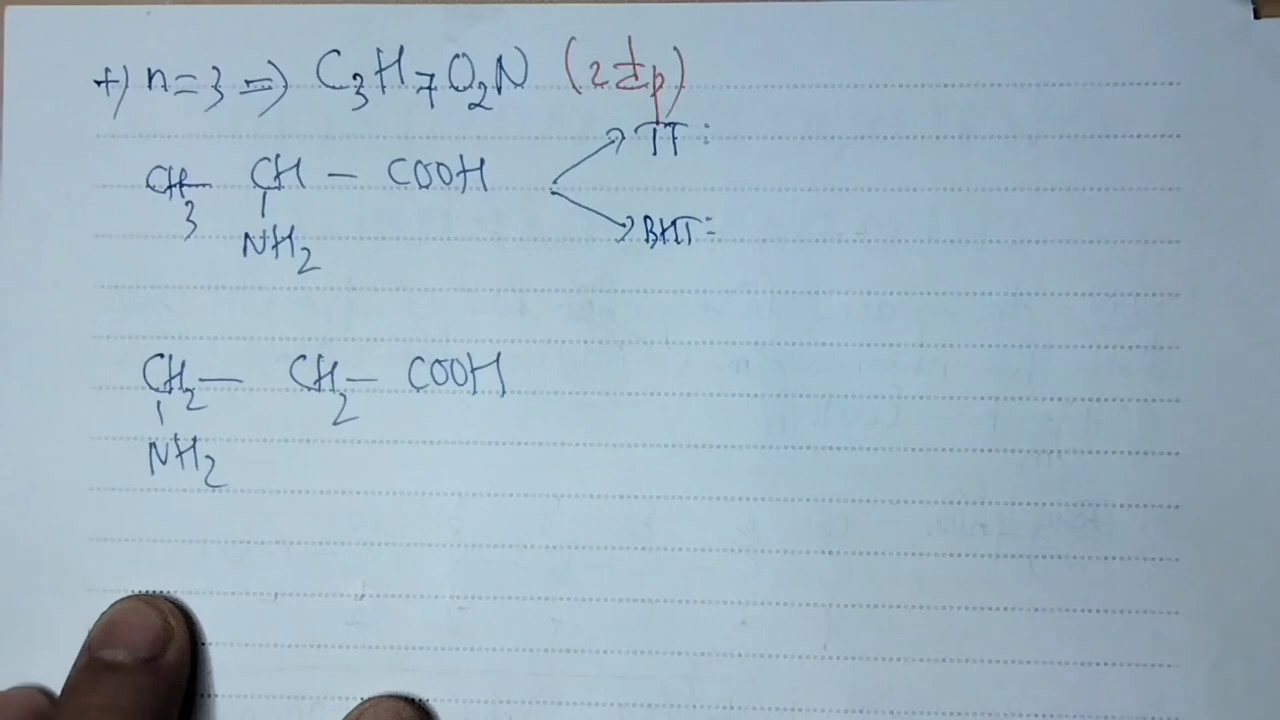 +) n=3 => C3H7O2N (2 đp)
TT:
CH3 - CH - COOH
BHT:
NH2
CH2 - CH2 - COOH
NH2